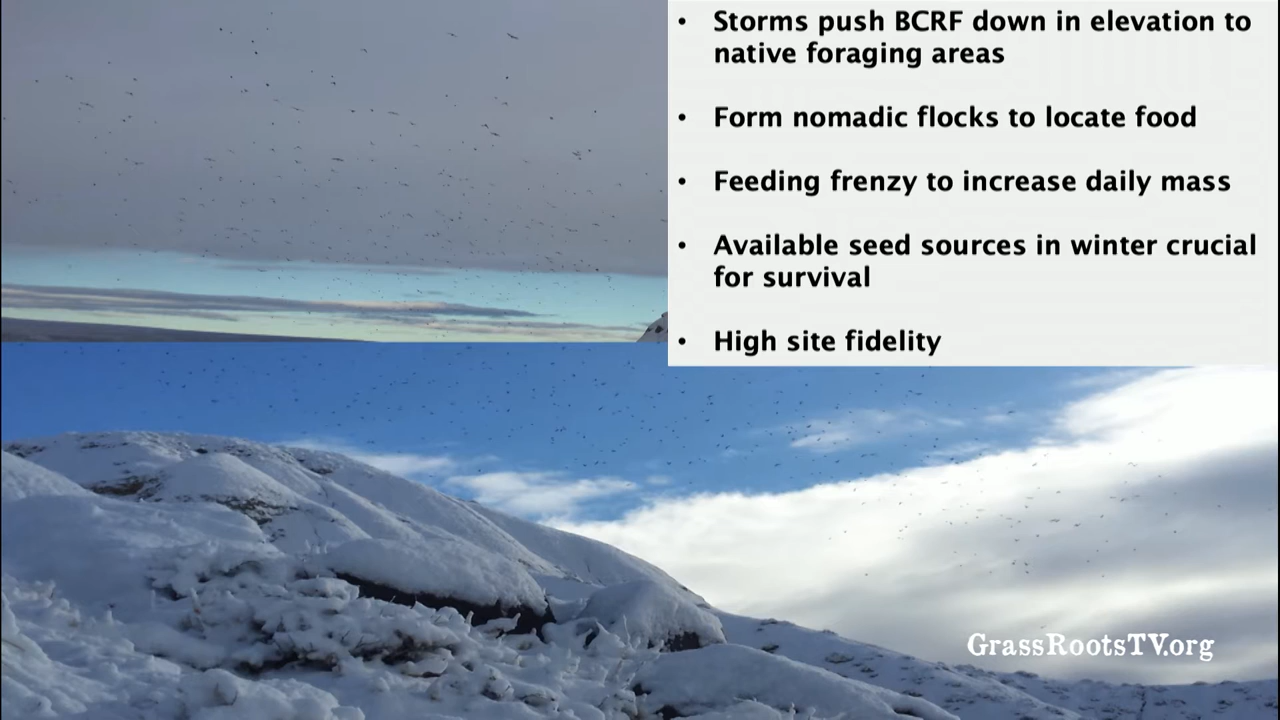 • Storms push BCRF down in elevation to
native foraging areas
• Form nomadic flocks to locate food
• Feeding frenzy to increase daily mass
• Available seed sources in winter crucial
for survival
• High site fidelity
GrassRootsTV.org